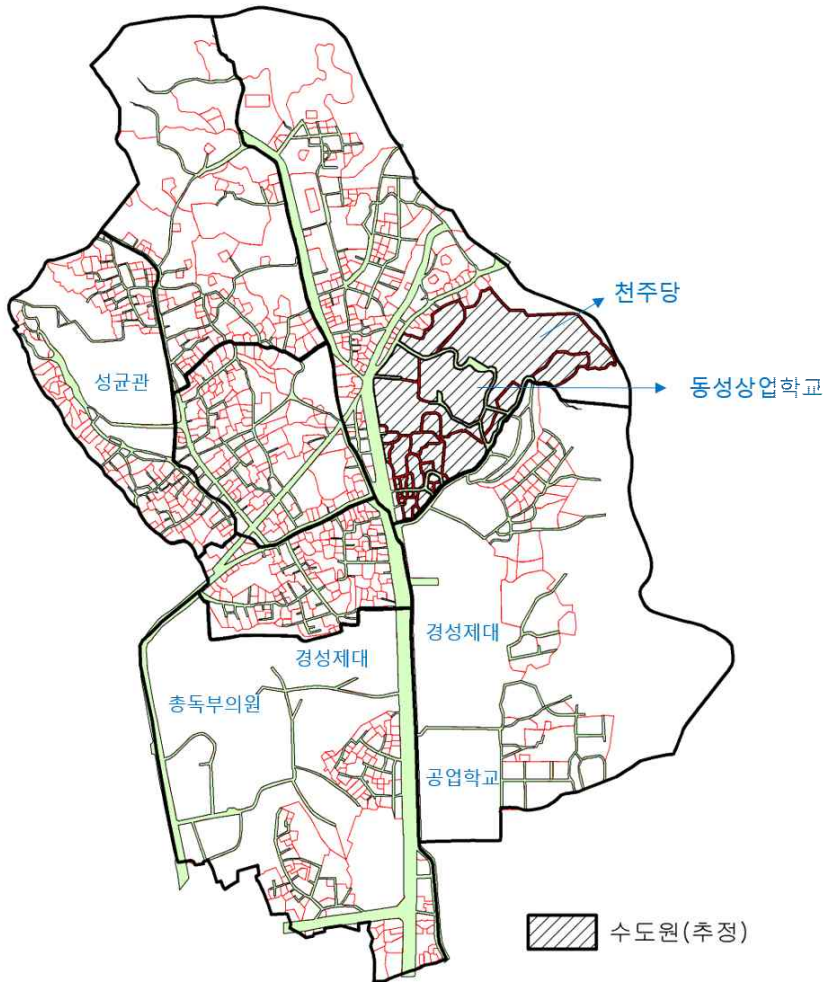 천주당
성균관
동성상업학교
경성제대
경성제대
총독부의원
공업학교
수도원(추정)